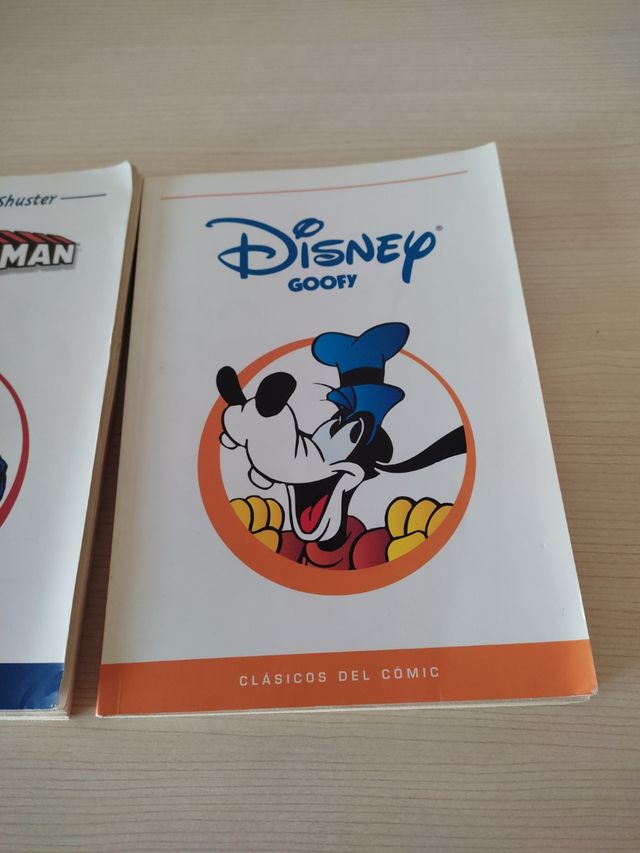 Shuster
MAN
DISNEY®
GOOFY
CLÁSICOS DEL CÓMIC